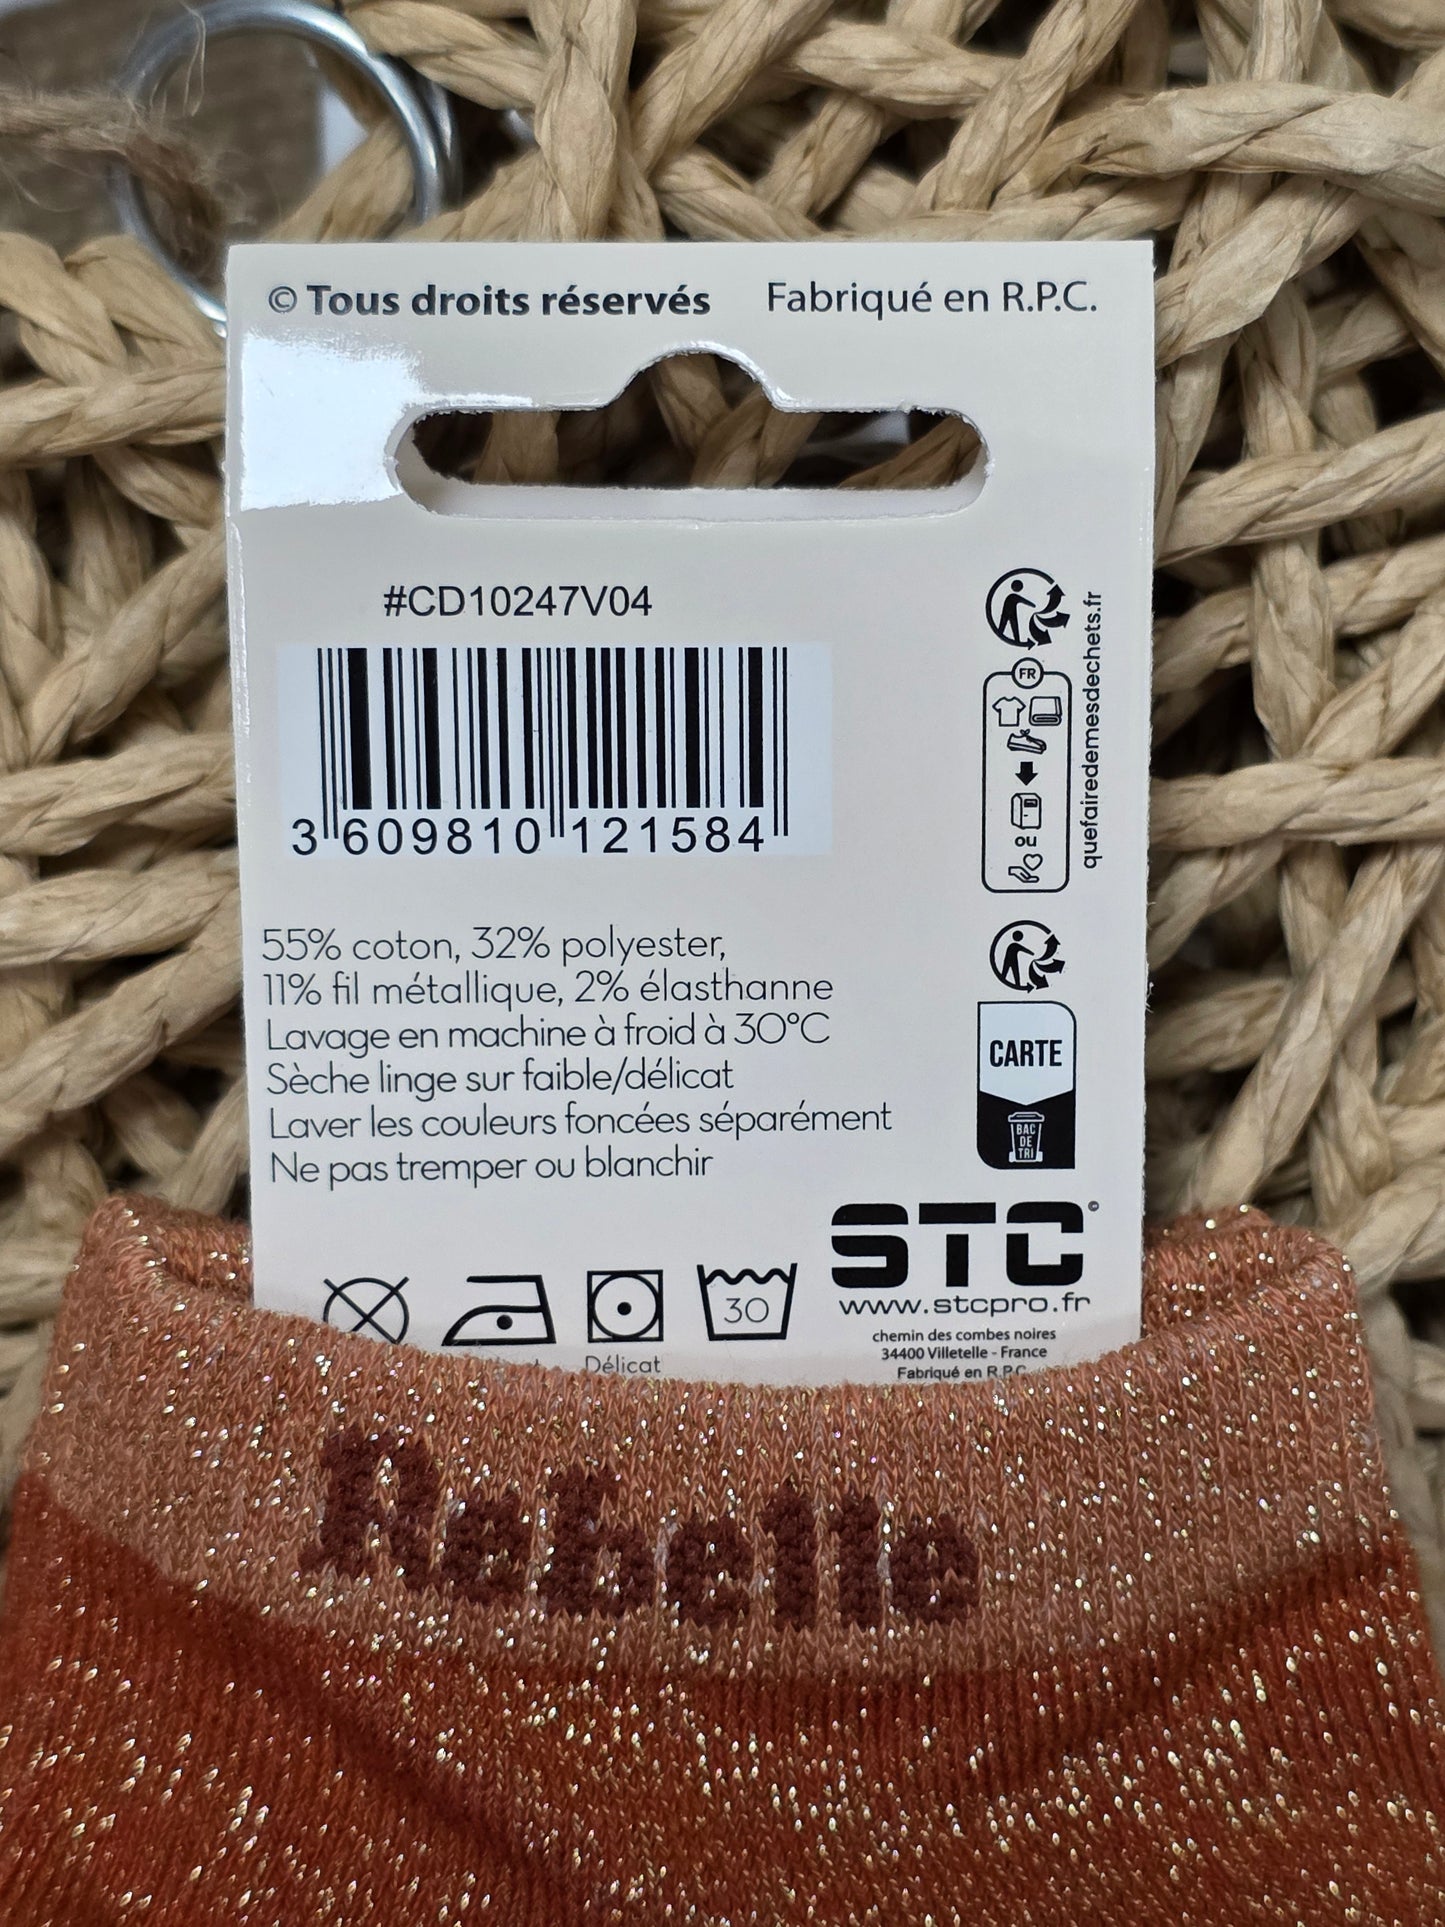 © Tous droits réservés Fabriqué en R.P.C.
#CD10247V04
3 609810 121584
FR
OU
quefairedemesdechets.fr
55% coton, 32% polyester,
11% fil métallique, 2% élasthanne
Lavage en machine à froid à 30°C
Sèche linge sur faible/délicat
Laver les couleurs foncées séparément
Ne pas tremper ou blanchir
CARTE
BAC
DE
TRI
STC©
www.stcpro.fr
chemin des combes noires
34400 Villetelle - France
Fabriqué en R.P.C.
30
Délicat
Rebelle